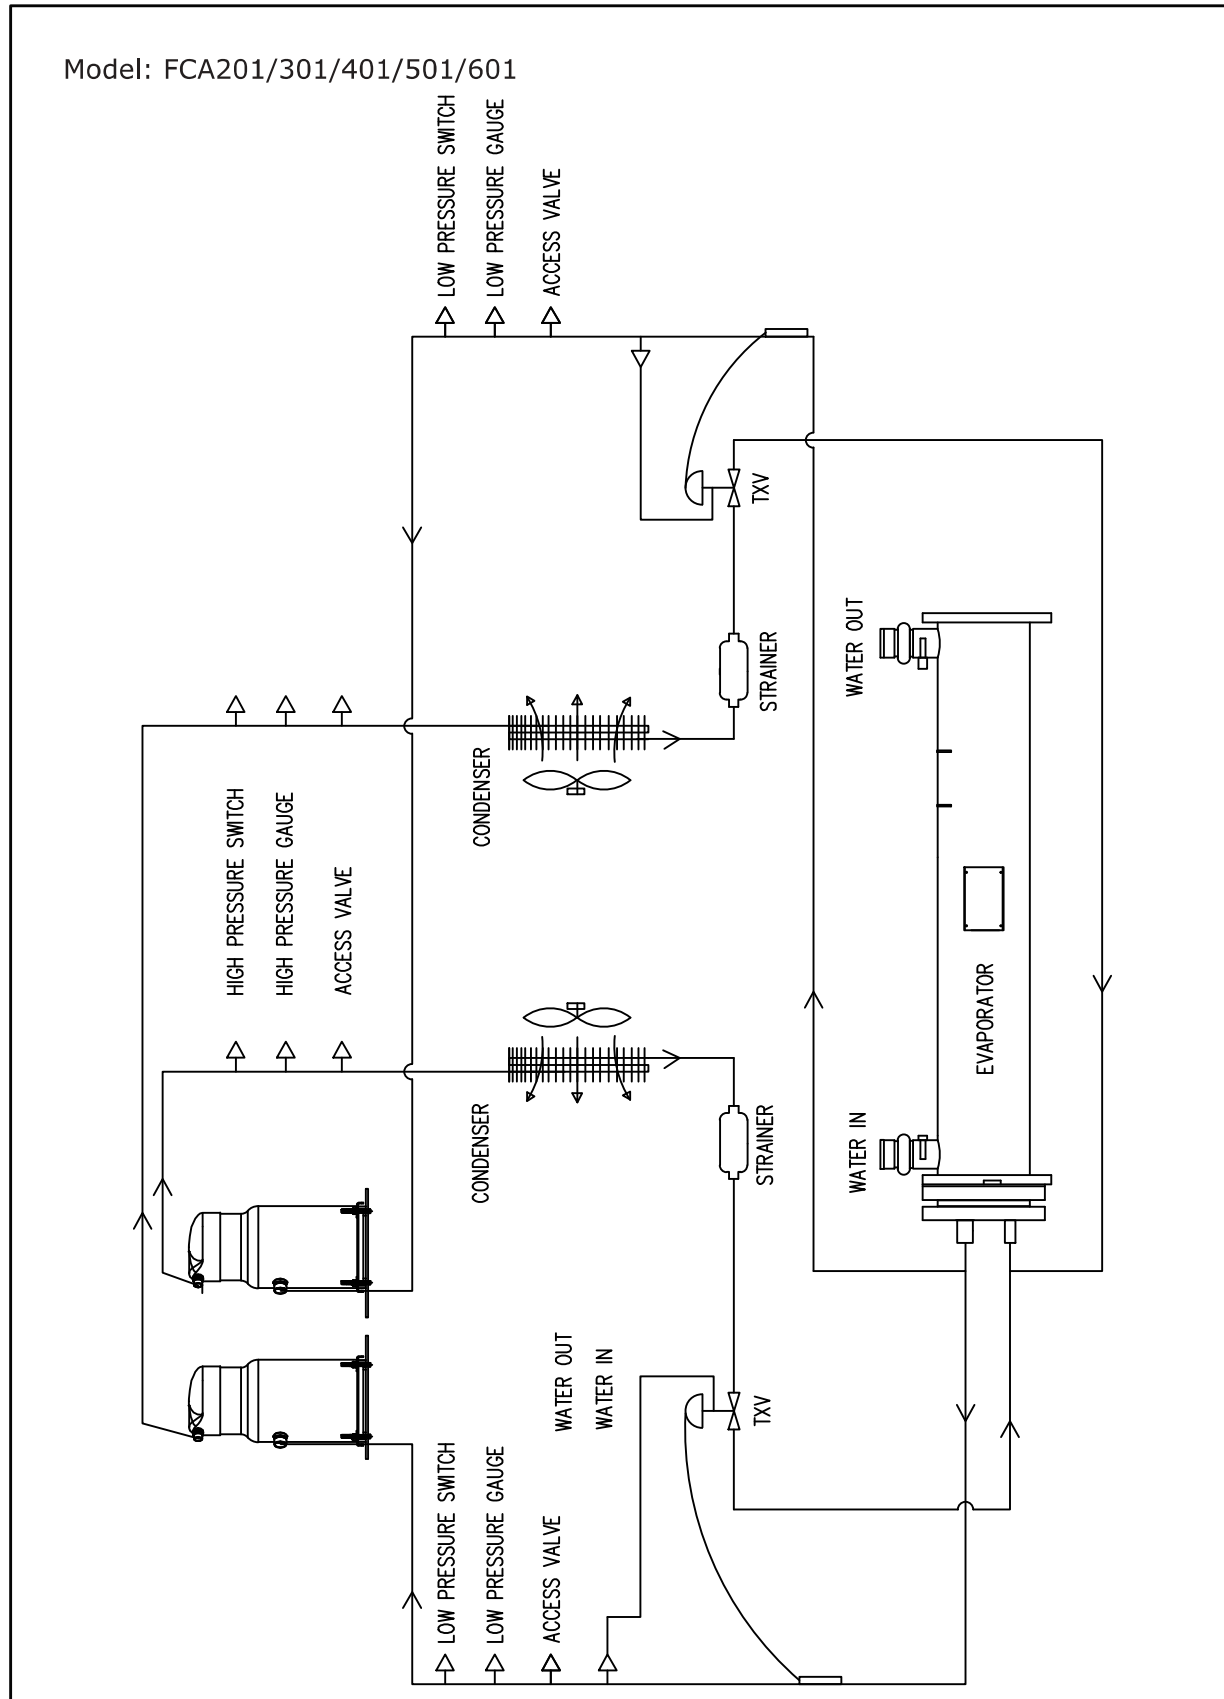 Model: FCA201/301/401/501/601
LOW PRESSURE SWITCH
LOW PRESSURE GAUGE
ACCESS VALVE
TXV
STRAINER
WATER OUT
CONDENSER
HIGH PRESSURE SWITCH
HIGH PRESSURE GAUGE
ACCESS VALVE
EVAPORATOR
CONDENSER
STRAINER
WATER IN
WATER OUT
WATER IN
TXV
LOW PRESSURE SWITCH
LOW PRESSURE GAUGE
ACCESS VALVE